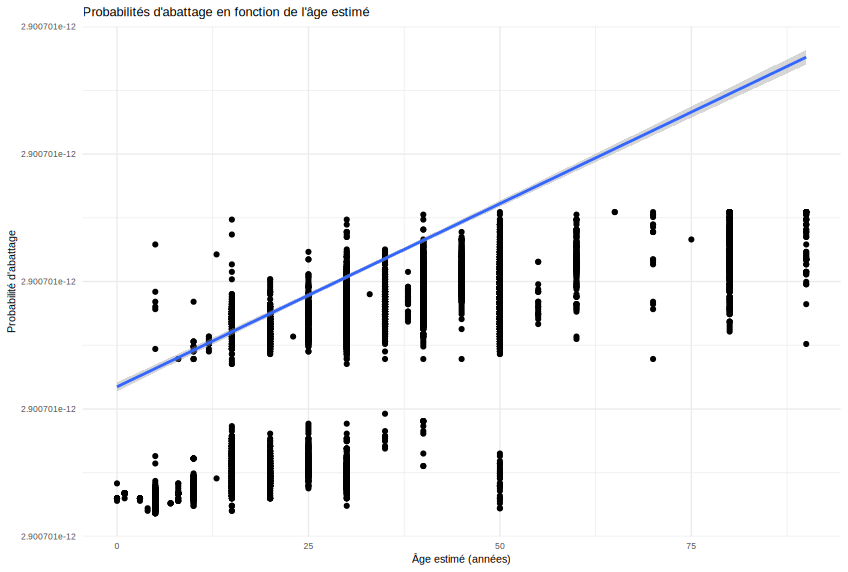 Probabilités d'abattage en fonction de l'âge estimé
2.900701e-12
2.900701e-12
2.900701e-12
2.900701e-12
2.900701e-12
Probabilité d'abattage
0
25
50
75
Âge estimé (années)